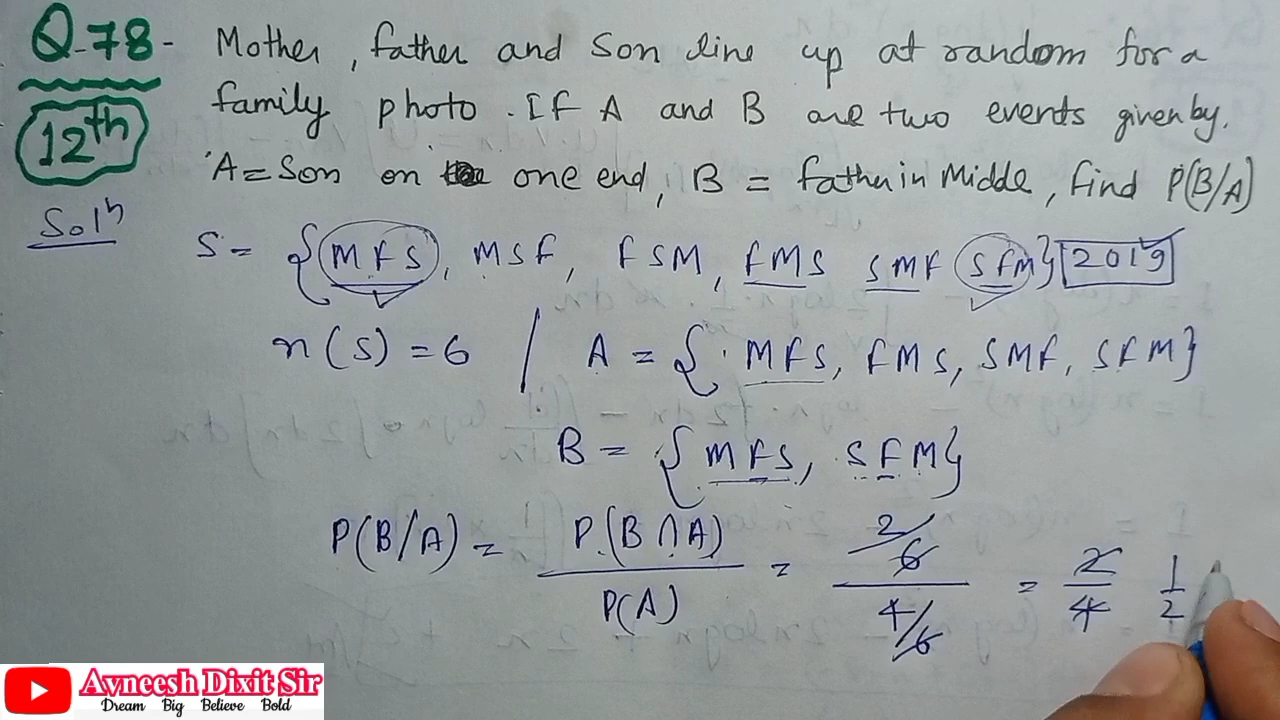 Q-78- Mother, father and Son line up at random for a
12th family photo. If A and B are two events given by.
A = Son on one end, B = father in Midde, find P(B/A)
Solⁿ
S = {MFS, MSF, FSM, FMS SMF SFM} 2019
n(S) = 6 / A = {MFS, FMS, SMF, SFM}
B = {MFS, SFM}
P(B/A) = P(B∩A)/P(A) = (2/6)/(4/6) = 2/4 1/2
Avneesh Dixit Sir
Dream Big Believe Bold